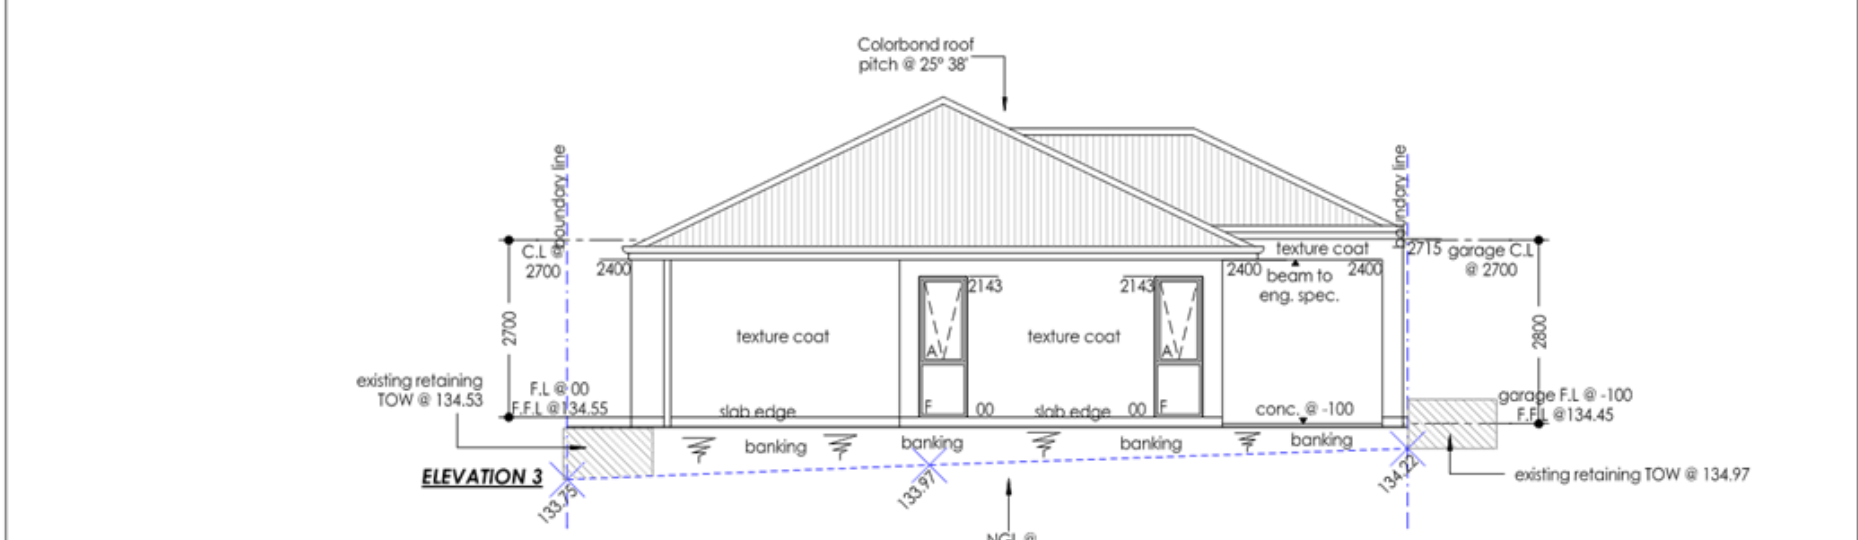 Colorbond roof
pitch @ 25° 38'
boundary line
boundary line
C.L @
2700
2400
2400
texture coat
beam to
eng. spec.
2400
2715
garage C.L
@ 2700
2143
2143
2700
texture coat
texture coat
2800
A
A
existing retaining
TOW @ 134.53
F.L @ 00
F.F.L @134.55
slab edge
F
00
slab edge
00
F
conc. @ -100
garage F.L @ -100
F.F.L @134.45
banking
banking
banking
banking
ELEVATION 3
133.75
133.97
134.22
existing retaining TOW @ 134.97
NGL @